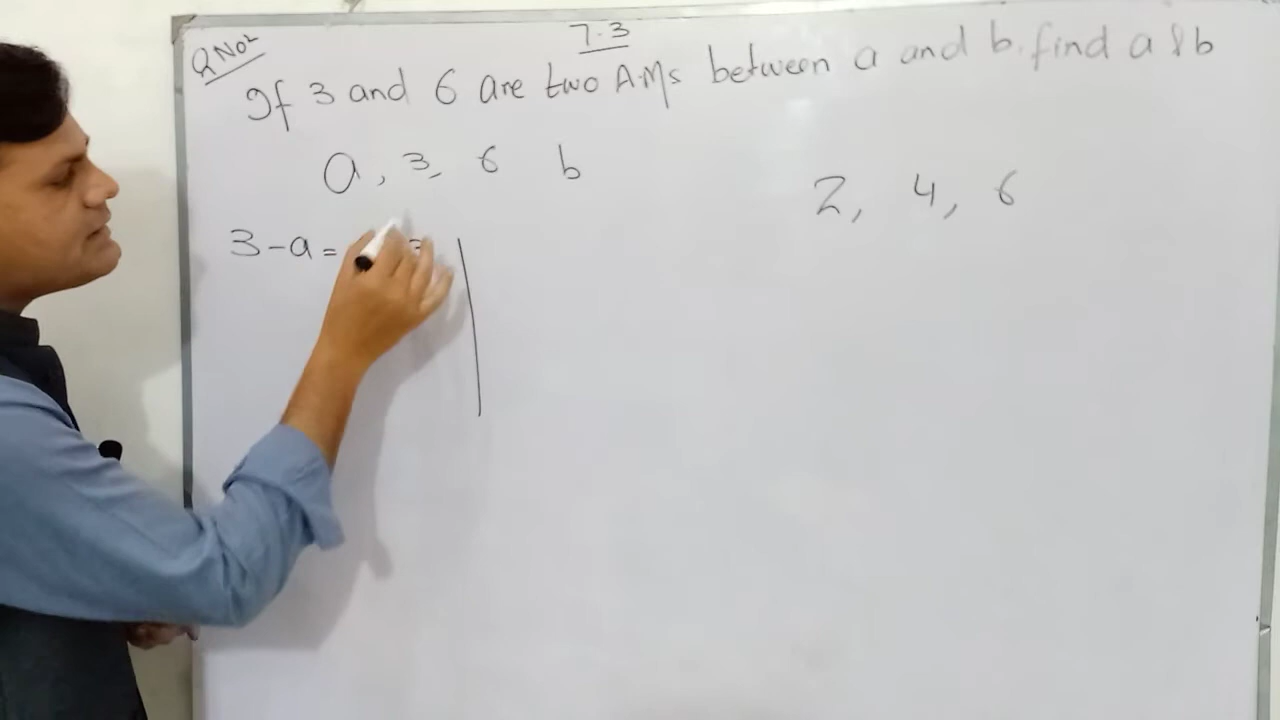 7.3
Q No 2
If 3 and 6 are two A.Ms between a and b. find a & b
a, 3, 6 b
2, 4, 6
3-a=